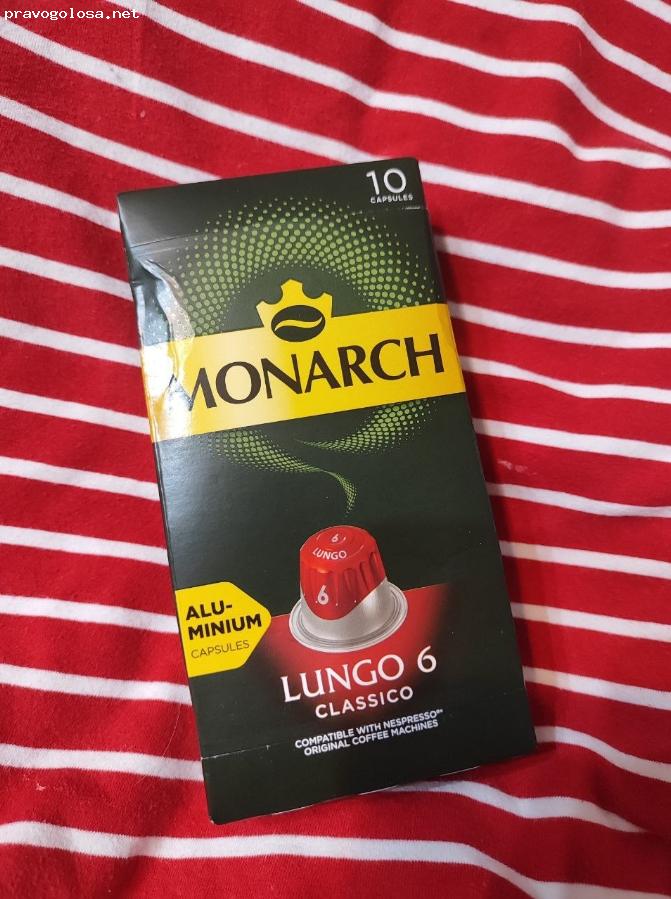 pravogolosa.net
10
CAPSULES
MONARCH
6
LUNGO
6
ALU-
MINIUM
CAPSULES
LUNGO 6
CLASSICO
COMPATIBLE WITH NESPRESSO®*
ORIGINAL COFFEE MACHINES